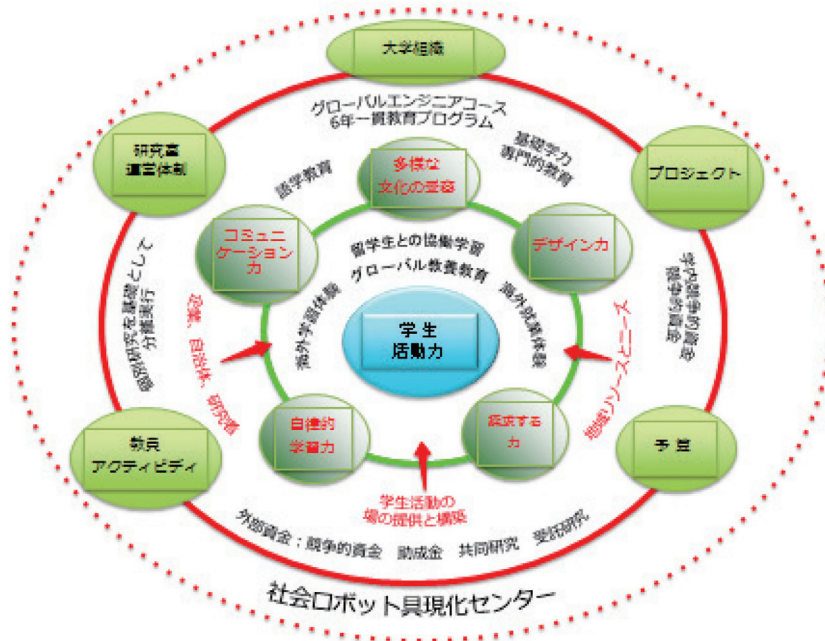 大学組織
グローバルエンジニアコース
6年一貫教育プログラム
研究室
運営体制
語学教育
多様な
文化の受容
基礎学力
専門的教育
プロジェクト
コミュニ
ケーション
力
留学生との協働学習
グローバル教養教育
デザイン力
個別研究を基礎として
分担実行
海外学習体験
学生
活動力
海外就業体験
学内競争的資金
競争的資金
企業、自治体、研究者
地域リソースとニーズ
自律的
学習力
探求する
力
教員
アクティビティ
予算
学生活動の
場の提供と構築
外部資金：競争的資金 助成金 共同研究 受託研究
社会ロボット具現化センター